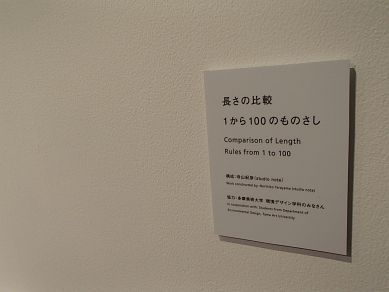 長さの比較
1から100のものさし
Comparison of Length
Rules from 1 to 100
構成：寺山紀彦（studio note）
Work constructed by: Norihiko Terayama (studio note)
協力：多摩美術大学 環境デザイン学科のみなさん
In cooperation with: Students from Department of
Environmental Design, Tama Art University